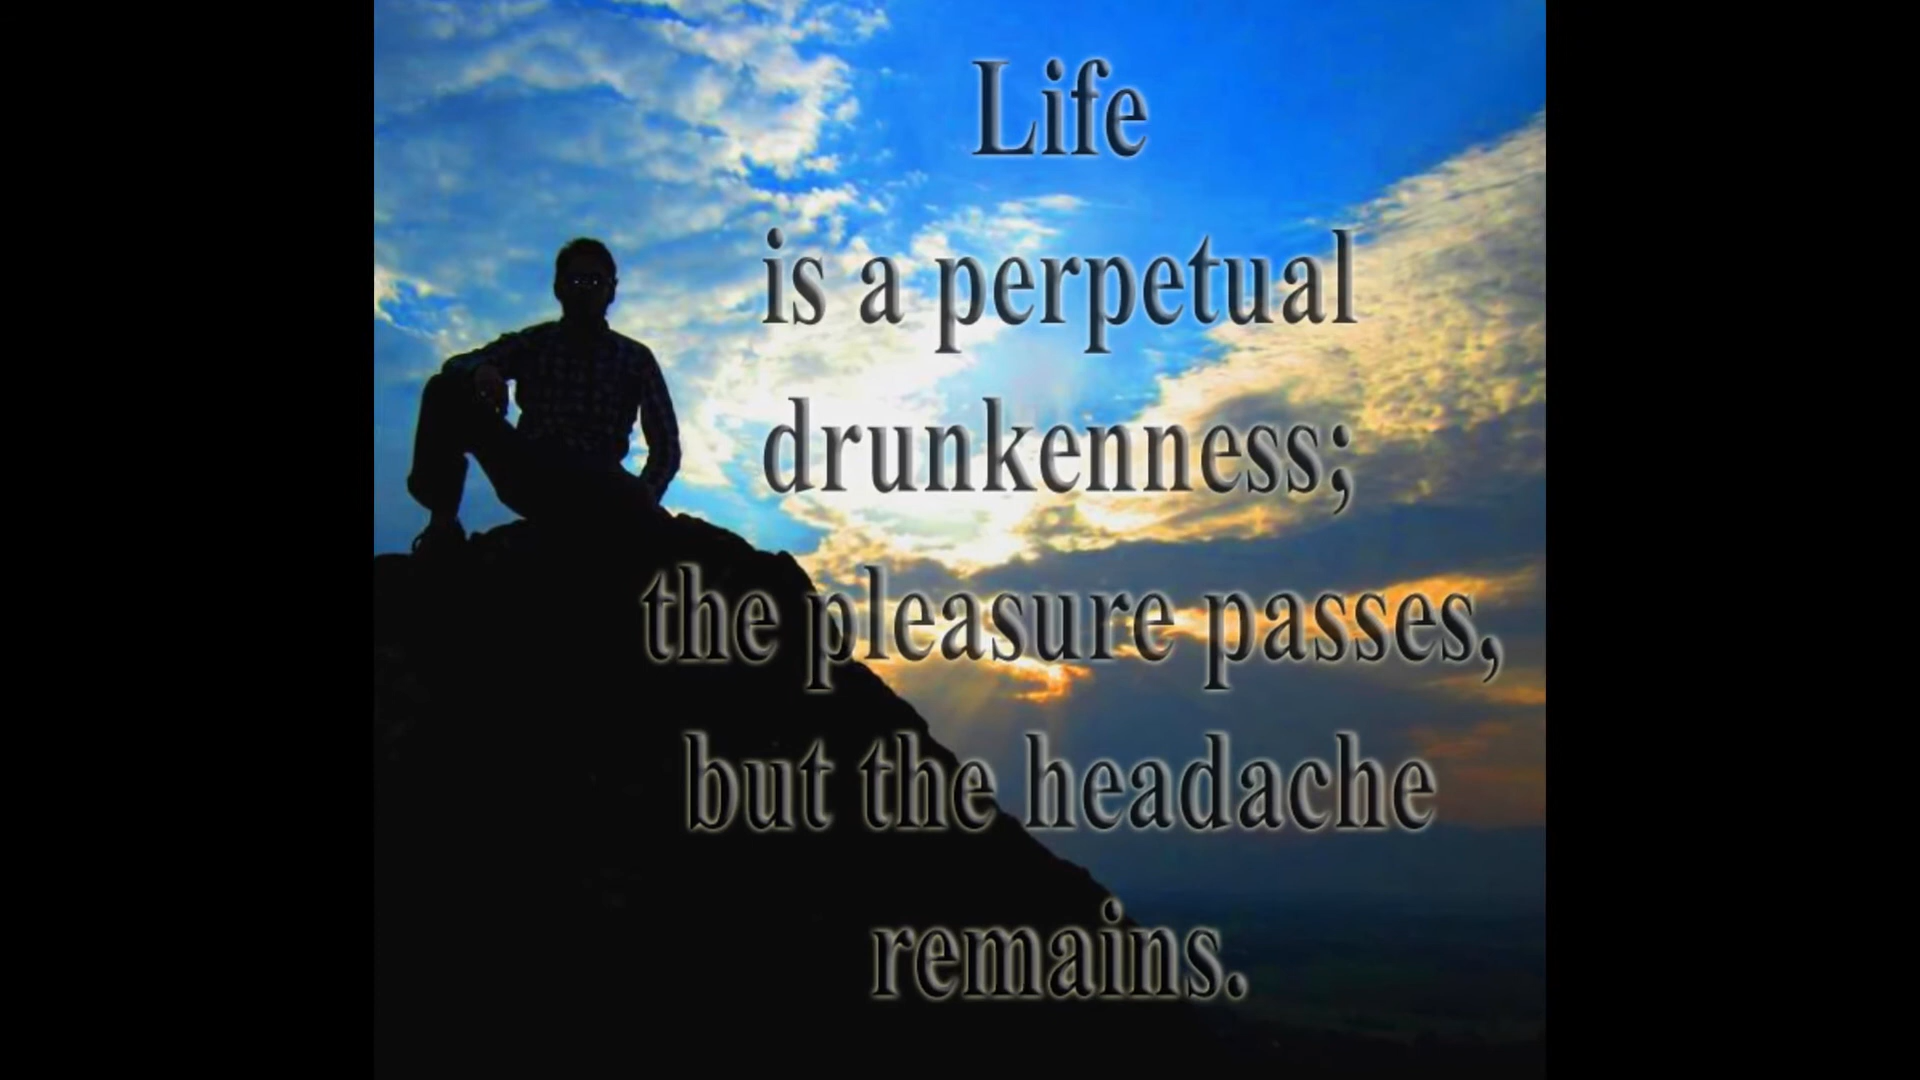 Life
is a perpetual
drunkenness;
the pleasure passes,
but the headache
remains.